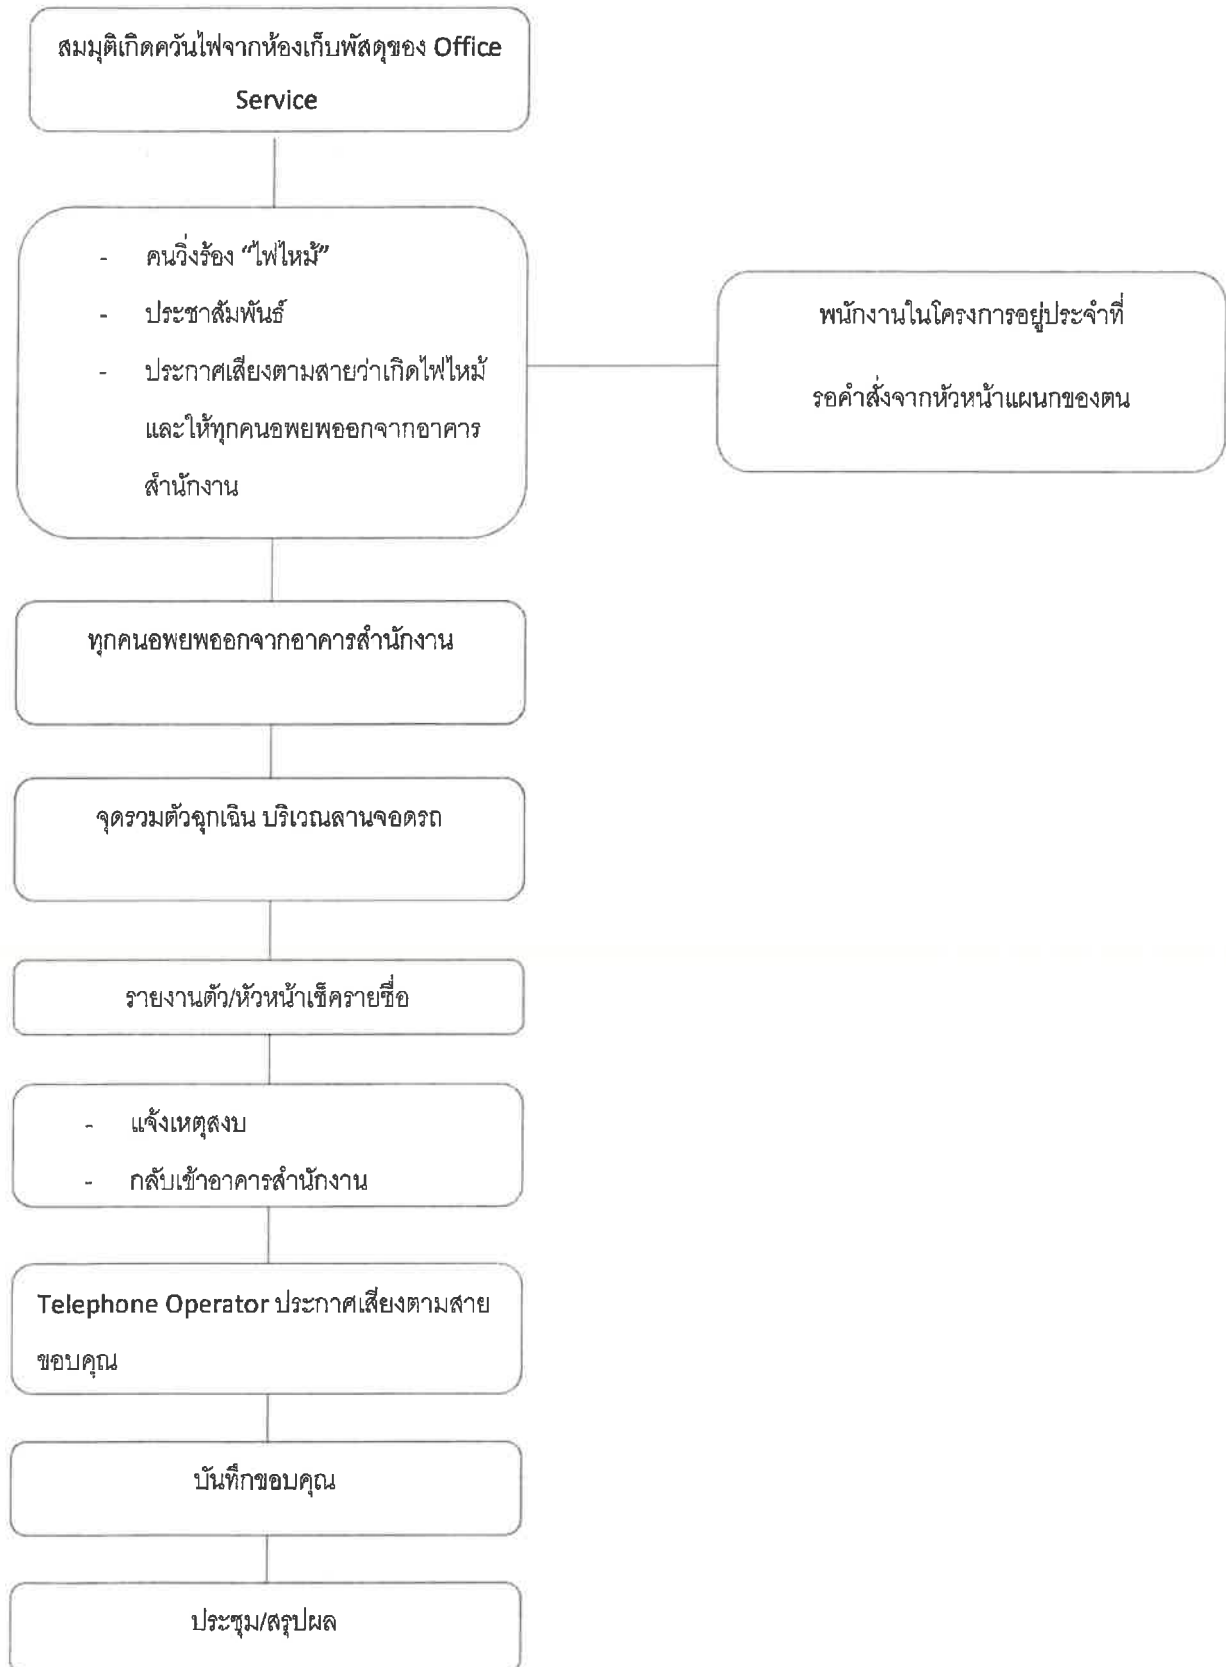 สมมุติเกิดควันไฟจากห้องเก็บพัสดุของ Office
Service
- คนวิ่งร้อง “ไฟไหม้”
- ประชาสัมพันธ์
- ประกาศเสียงตามสายว่าเกิดไฟไหม้
และให้ทุกคนอพยพออกจากอาคาร
สำนักงาน
พนักงานในโครงการอยู่ประจำที่
รอคำสั่งจากหัวหน้าแผนกของตน
ทุกคนอพยพออกจากอาคารสำนักงาน
จุดรวมตัวฉุกเฉิน บริเวณลานจอดรถ
รายงานตัว/หัวหน้าเช็ครายชื่อ
- แจ้งเหตุสงบ
- กลับเข้าอาคารสำนักงาน
Telephone Operator ประกาศเสียงตามสาย
ขอบคุณ
บันทึกขอบคุณ
ประชุม/สรุปผล